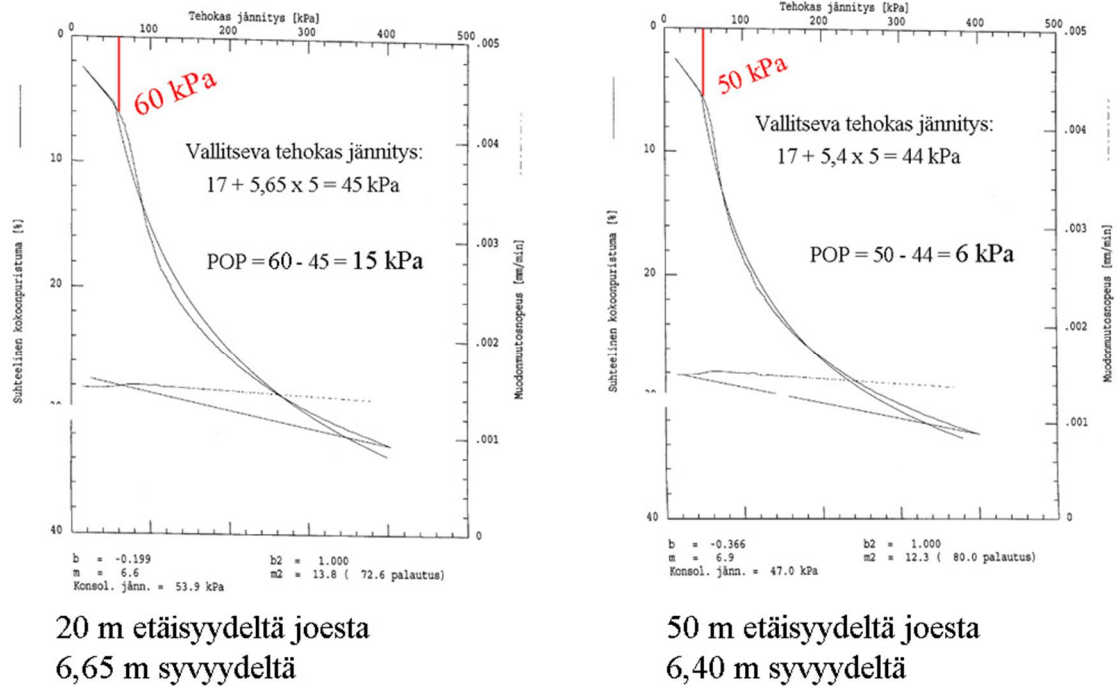 Tehokas jännitys [kPa]
0 100 200 300 400 500
0
10
20
30
40
Suhteellinen kokoonpuristuma [%]
0.005
.004
.003
.002
.001
0
Muodonmuutosnopeus [mm/min]
60 kPa
Vallitseva tehokas jännitys:
17 + 5,65 x 5 = 45 kPa
POP = 60 - 45 = 15 kPa
b = -0.199
b2 = 1.000
m = 6.6
m2 = 13.8 ( 72.6 palautus)
Konsol. jänn. = 53.9 kPa
20 m etäisyydeltä joesta
6,65 m syvyydeltä
Tehokas jännitys [kPa]
0 100 200 300 400 500
0
10
20
30
40
Suhteellinen kokoonpuristuma [%]
0.005
.004
.003
.002
.001
0
Muodonmuutosnopeus [mm/min]
50 kPa
Vallitseva tehokas jännitys:
17 + 5,4 x 5 = 44 kPa
POP = 50 - 44 = 6 kPa
b = -0.366
b2 = 1.000
m = 6.9
m2 = 12.3 ( 80.0 palautus)
Konsol. jänn. = 47.0 kPa
50 m etäisyydeltä joesta
6,40 m syvyydeltä